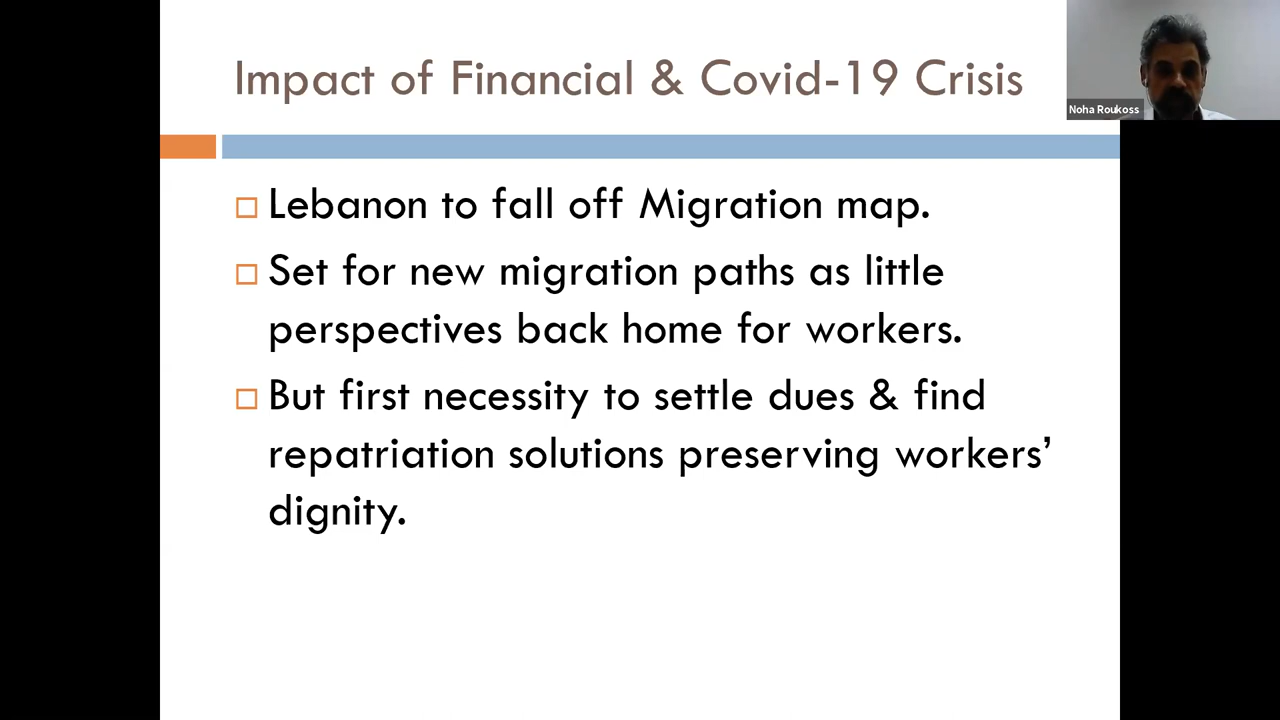 Impact of Financial & Covid-19 Crisis
Noha Roukoss
Lebanon to fall off Migration map.
Set for new migration paths as little
perspectives back home for workers.
But first necessity to settle dues & find
repatriation solutions preserving workers’
dignity.